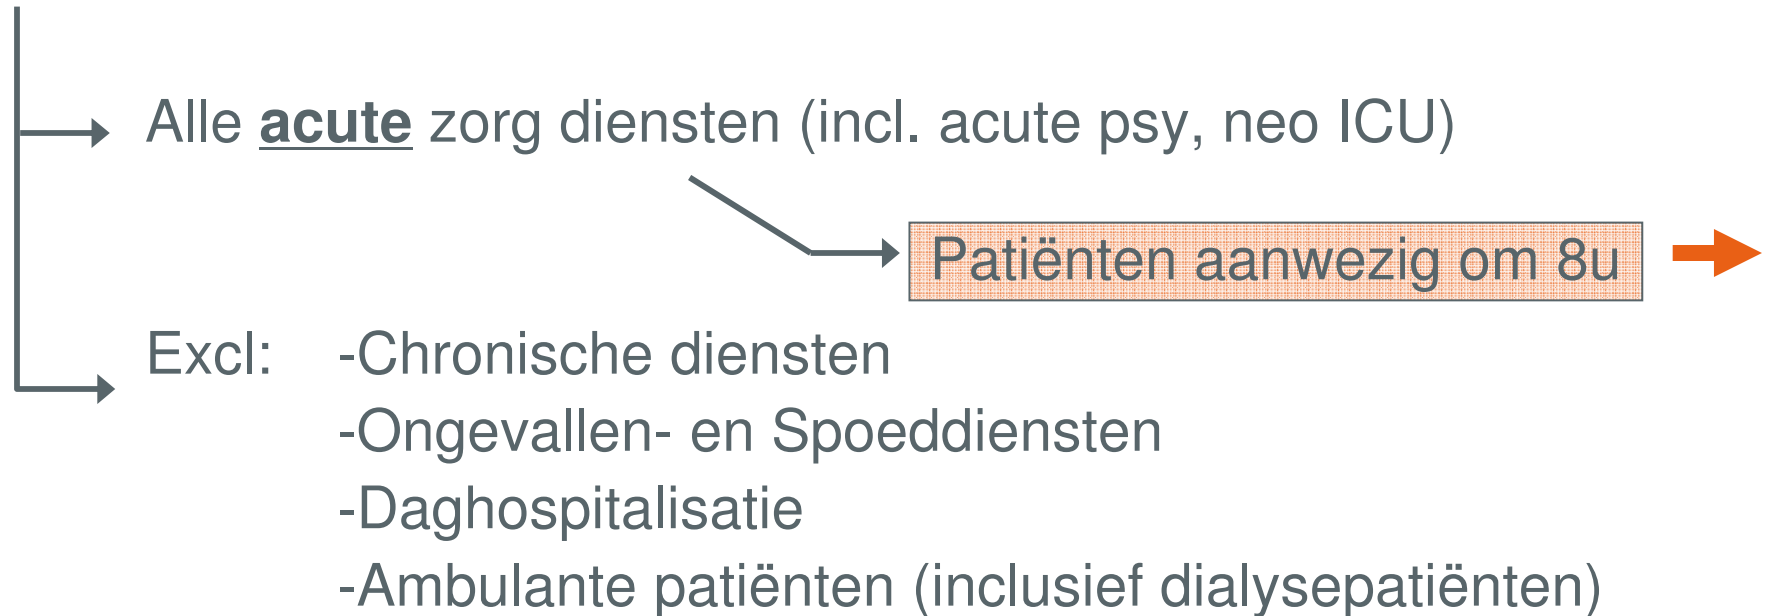 Alle acute zorg diensten (incl. acute psy, neo ICU)
Patiënten aanwezig om 8u
Excl: -Chronische diensten
-Ongevallen- en Spoeddiensten
-Daghospitalisatie
-Ambulante patiënten (inclusief dialysepatiënten)